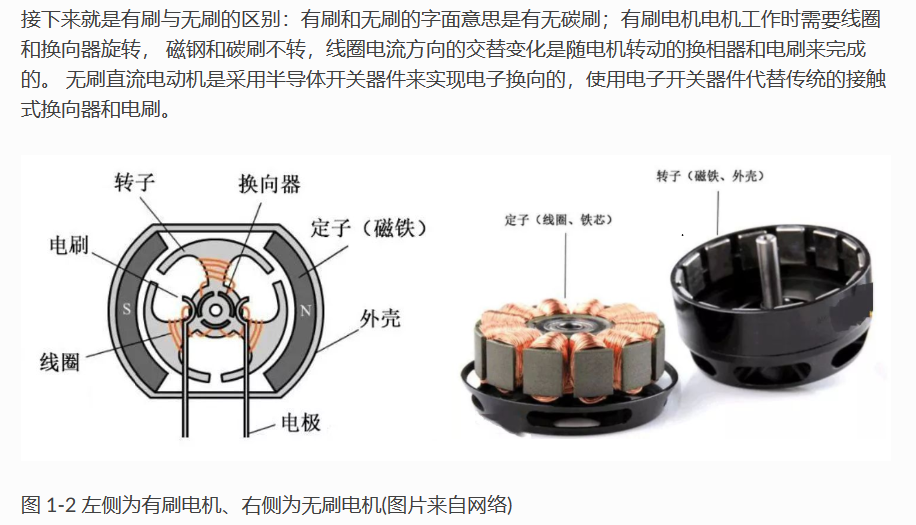 接下来就是有刷与无刷的区别：有刷和无刷的字面意思是有无碳刷；有刷电机电机工作时需要线圈
和换向器旋转， 磁钢和碳刷不转，线圈电流方向的交替变化是随电机转动的换相器和电刷来完成
的。 无刷直流电动机是采用半导体开关器件来实现电子换向的，使用电子开关器件代替传统的接触
式换向器和电刷。
转子
换向器
电刷
定子（磁铁）
S
N
外壳
线圈
电极
转子（磁铁、外壳）
定子（线圈、铁芯）
图 1-2 左侧为有刷电机、右侧为无刷电机(图片来自网络)